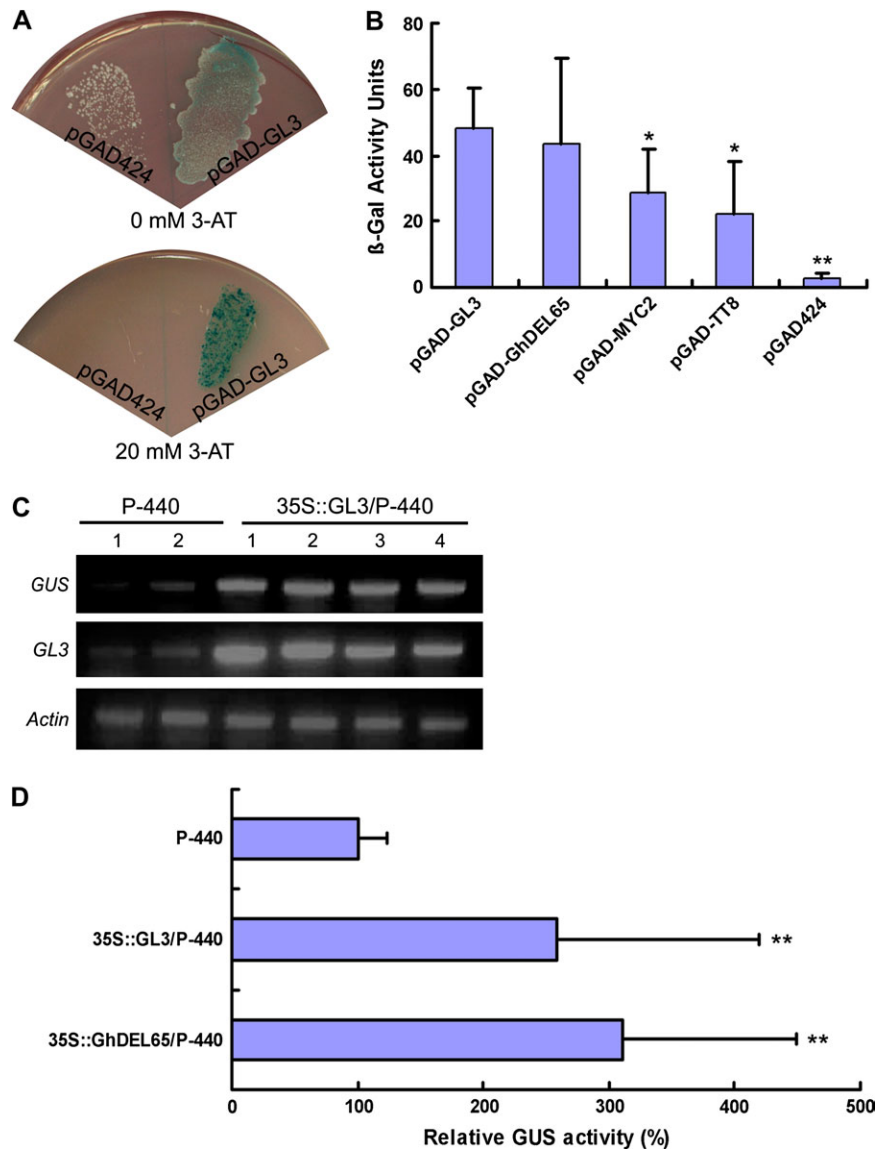 A
pGAD424
pGAD-GL3
0 mM 3-AT
pGAD424
pGAD-GL3
20 mM 3-AT
B
ß-Gal Activity Units
80
60
40
20
0
*
*
**
pGAD-GL3
pGAD-GhDEL65
pGAD-MYC2
pGAD-TT8
pGAD424
C
P-440 35S::GL3/P-440
1 2 1 2 3 4
GUS
GL3
Actin
D
P-440
35S::GL3/P-440
**
35S::GhDEL65/P-440
**
0 100 200 300 400 500
Relative GUS activity (%)